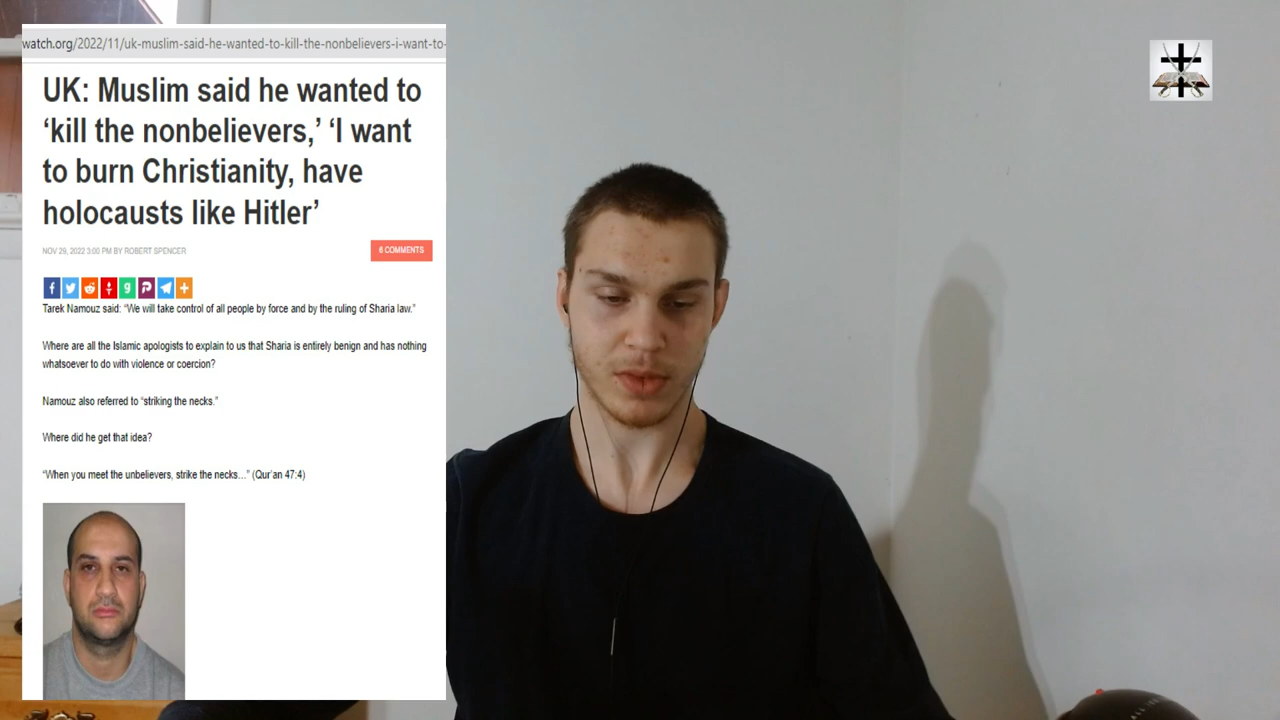 watch.org/2022/11/uk-muslim-said-he-wanted-to-kill-the-nonbelievers-i-want-to-
UK: Muslim said he wanted to
‘kill the nonbelievers,’ ‘I want
to burn Christianity, have
holocausts like Hitler’
NOV 29, 2022 3:00 PM BY ROBERT SPENCER
6 COMMENTS
Tarek Namouz said: “We will take control of all people by force and by the ruling of Sharia law.”
Where are all the Islamic apologists to explain to us that Sharia is entirely benign and has nothing
whatsoever to do with violence or coercion?
Namouz also referred to “striking the necks.”
Where did he get that idea?
“When you meet the unbelievers, strike the necks…” (Qur’an 47:4)